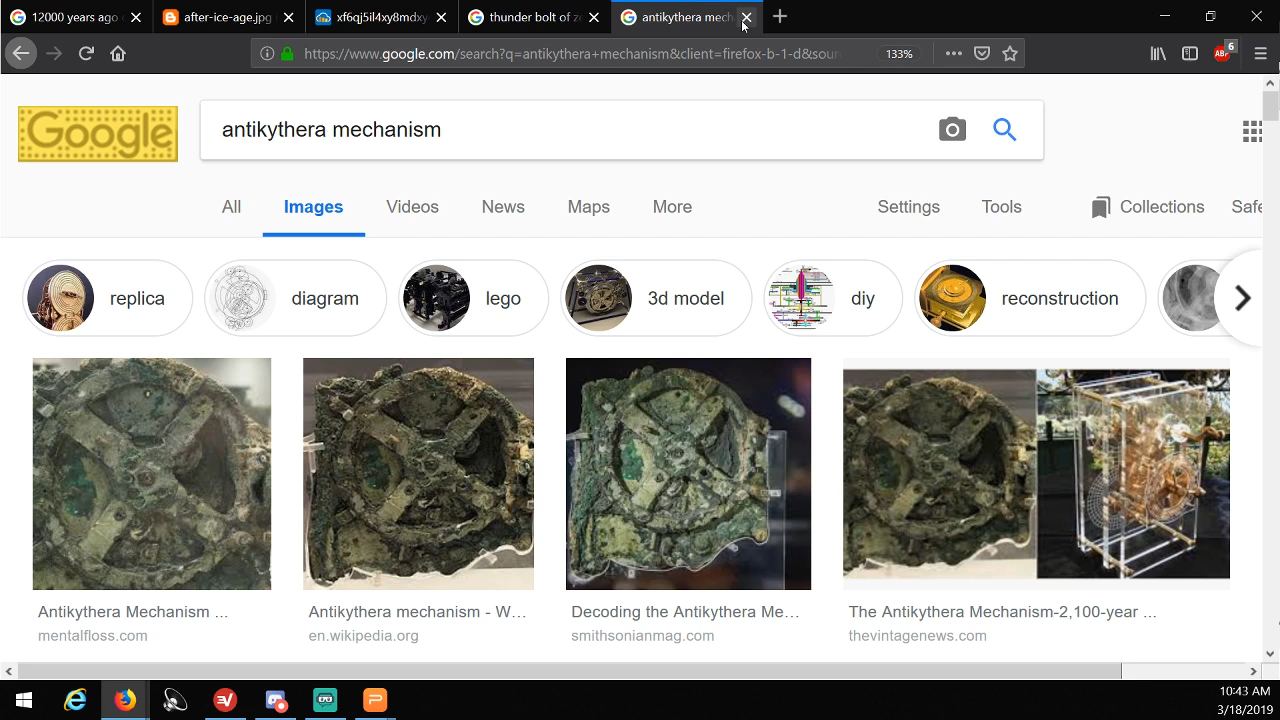 12000 years ago
after-ice-age.jpg
xf6qj5il4xy8mdxy
thunder bolt of z
antikythera mech
https://www.google.com/search?q=antikythera+mechanism&client=firefox-b-1-d&sour
133%
ABP
6
Google
antikythera mechanism
All
Images
Videos
News
Maps
More
Settings
Tools
Collections
Safe
replica
diagram
lego
3d model
diy
reconstruction
Antikythera Mechanism ...
mentalfloss.com
Antikythera mechanism - W...
en.wikipedia.org
Decoding the Antikythera Me...
smithsonianmag.com
The Antikythera Mechanism-2,100-year ...
thevintagenews.com
10:43 AM
3/18/2019